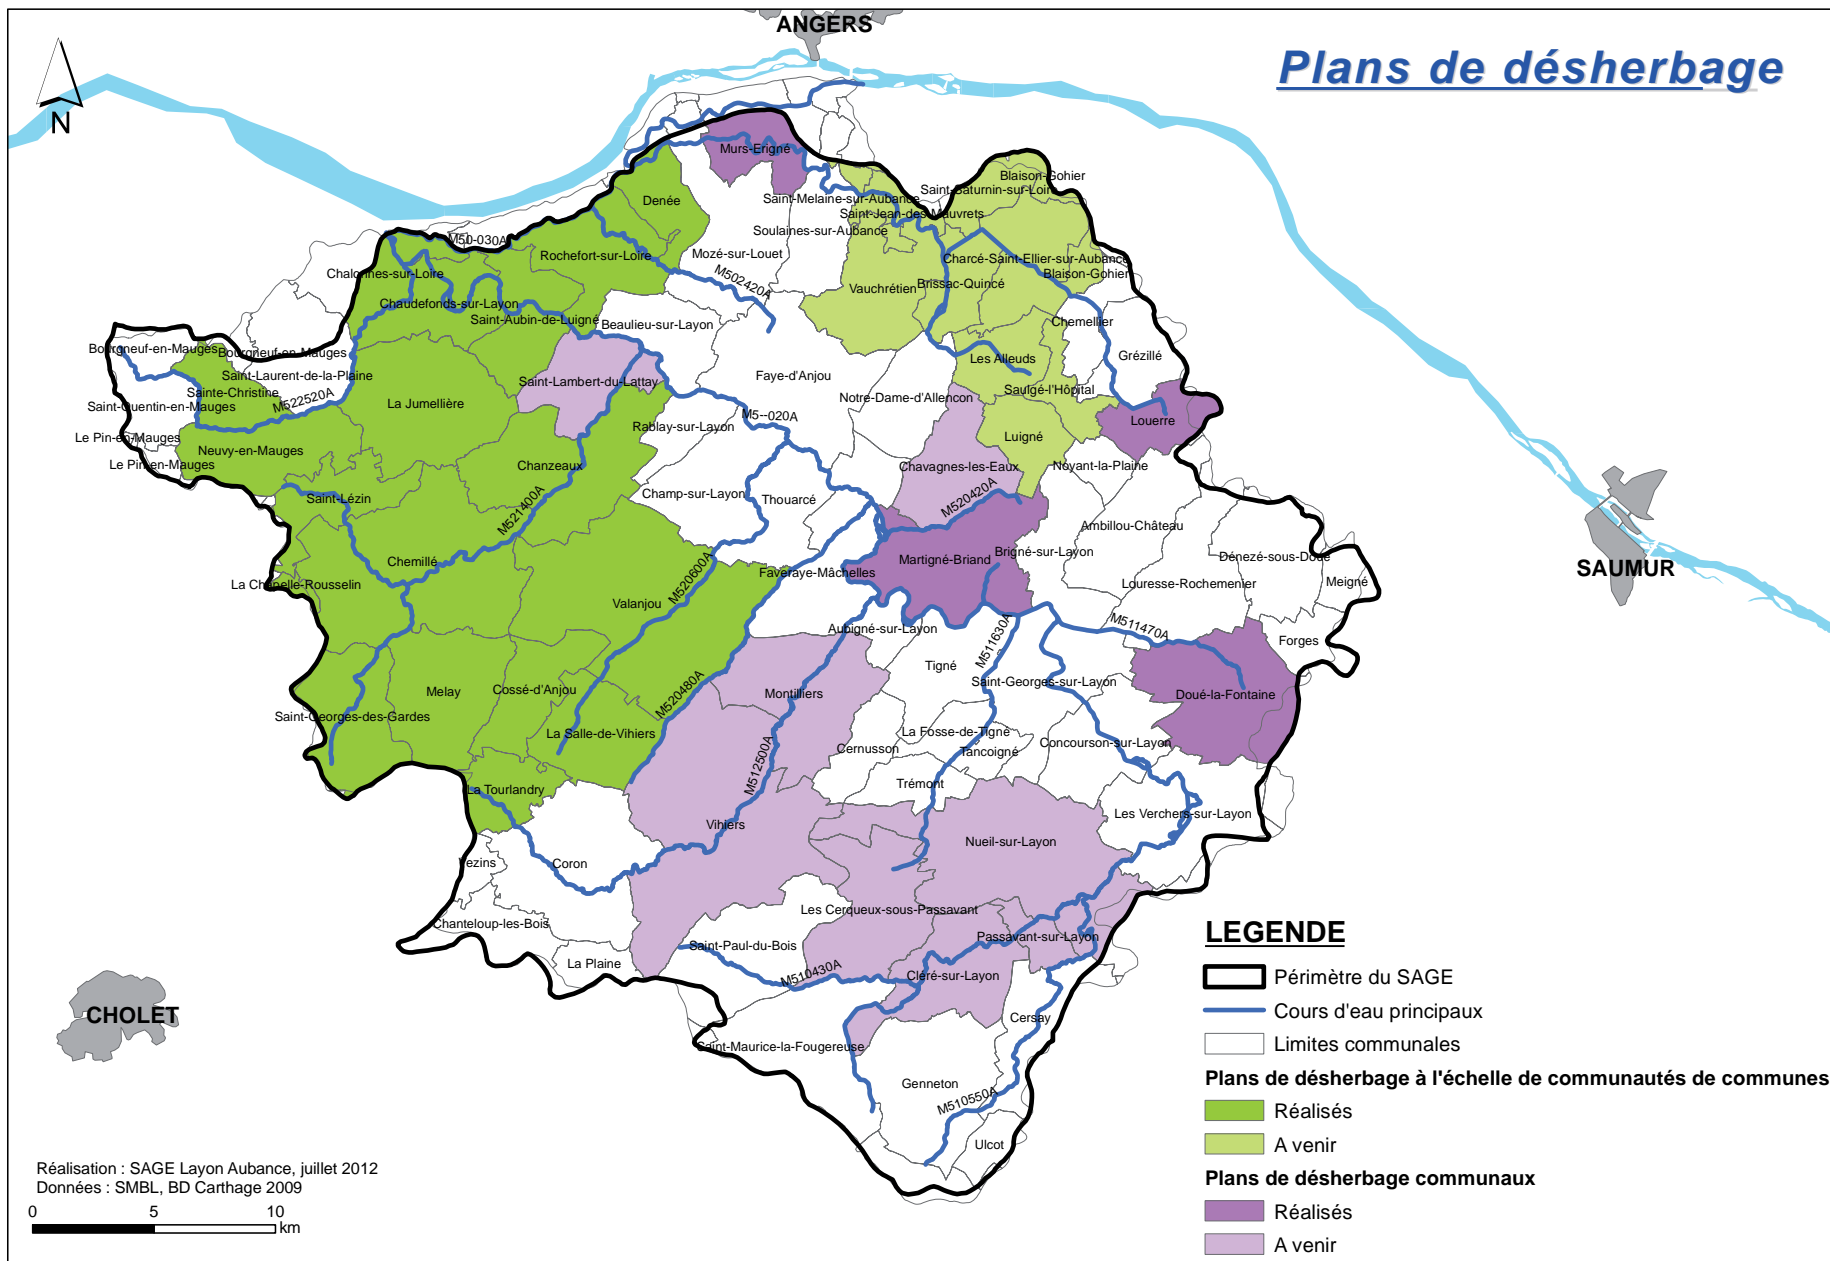 ANGERS
Plans de désherbage
N
Murs-Erigné
Blaison-Gohier
Saint-Saturnin-sur-Loire
Denée
Saint-Melaine-sur-Aubance
Saint-Jean-des-Mauvrets
Soulaines-sur-Aubance
M50-030A
Rochefort-sur-Loire
Mozé-sur-Louet
Charcé-Saint-Ellier-sur-Aubance
Chalonnes-sur-Loire
M502420A
Blaison-Gohier
Vauchrétien
Brissac-Quincé
Chaudefonds-sur-Layon
Saint-Aubin-de-Luigné
Beaulieu-sur-Layon
Chemellier
Bourgneuf-en-Mauges
Bourgneuf-en-Mauges
Les Alleuds
Grézillé
Saint-Laurent-de-la-Plaine
Saint-Lambert-du-Lattay
Faye-d'Anjou
Sainte-Christine
M522520A
Saint-Quentin-en-Mauges
La Jumellière
Notre-Dame-d'Allencon
Saulgé-l'Hôpital
M5--020A
Rablay-sur-Layon
Louerre
Le Pin-en-Mauges
Neuvy-en-Mauges
Luigné
Le Pin-en-Mauges
Chanzeaux
Chavagnes-les-Eaux
Noyant-la-Plaine
Saint-Lézin
Champ-sur-Layon
Thouarcé
M520420A
M521400A
Ambillou-Château
Chemillé
Martigné-Briand
Brigné-sur-Layon
Dénezé-sous-Doué
SAUMUR
La Chapelle-Rousselin
M520600A
Faveraye-Mâchelles
Louresse-Rochemenier
Meigné
Valanjou
Aubigné-sur-Layon
M511630A
M511470A
Forges
Tigné
Melay
Cossé-d'Anjou
M520480A
Montilliers
Saint-Georges-sur-Layon
Doué-la-Fontaine
Saint-Georges-des-Gardes
La Salle-de-Vihiers
La Fosse-de-Tigné
Cernusson
Tancoigné
Concourson-sur-Layon
M512500A
La Tourlandry
Trémont
Les Verchers-sur-Layon
Vihiers
Nueil-sur-Layon
Vezins
Coron
Les Cerqueux-sous-Passavant
Chanteloup-les-Bois
Passavant-sur-Layon
Saint-Paul-du-Bois
La Plaine
M510430A
Cléré-sur-Layon
CHOLET
Cersay
Saint-Maurice-la-Fougereuse
Genneton
M510550A
Ulcot
LEGENDE
Périmètre du SAGE
Cours d'eau principaux
Limites communales
Plans de désherbage à l'échelle de communautés de communes
Réalisés
A venir
Plans de désherbage communaux
Réalisés
A venir
Réalisation : SAGE Layon Aubance, juillet 2012
Données : SMBL, BD Carthage 2009
0 5 10
km